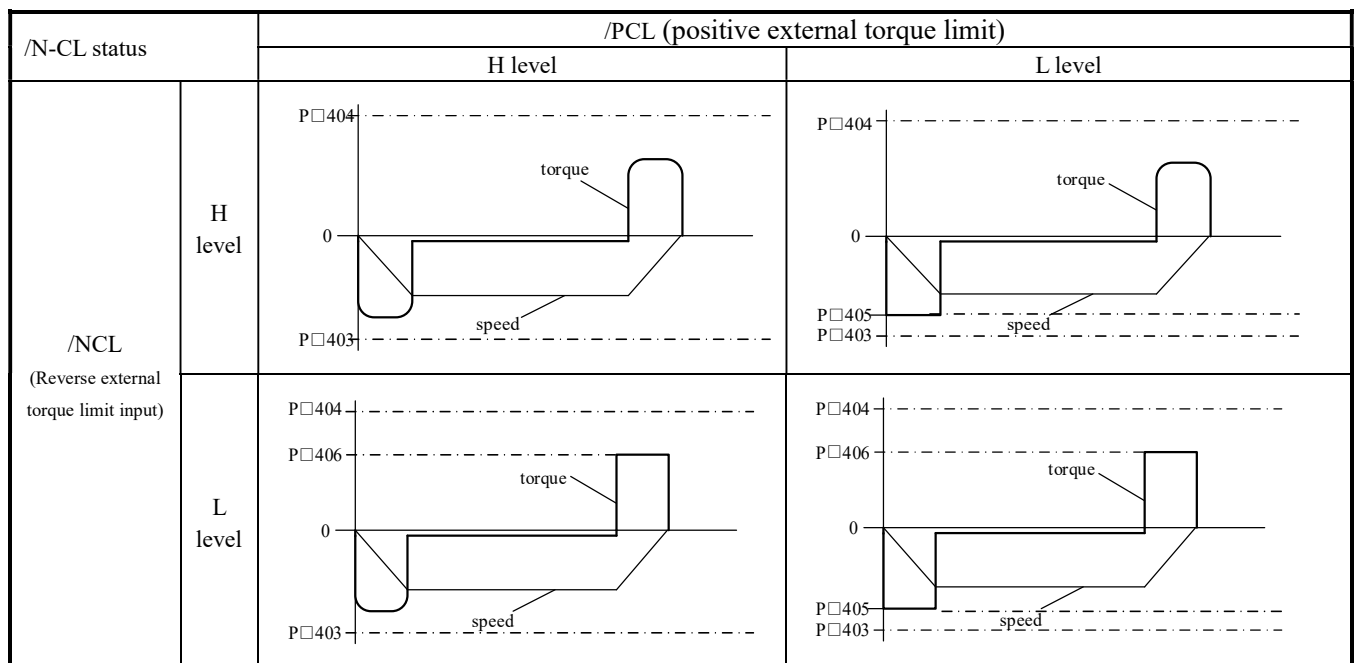 /N-CL status
/PCL (positive external torque limit)
H level
L level
/NCL
(Reverse external
torque limit input)
H
level
P□404
torque
0
speed
P□403
P□404
torque
0
P□405
speed
P□403
L
level
P□404
P□406
torque
0
speed
P□403
P□404
P□406
torque
0
P□405
speed
P□403